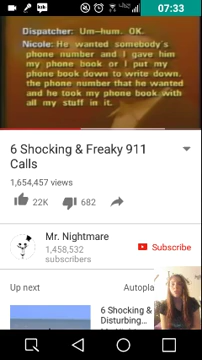 07:33
Dispatcher: Um-hum. OK.
Nicole: He wanted somebody's
phone number and I gave him
my phone book or I put my
phone book down to write down.
the phone number that he wanted
and he took my phone book with
all my stuff in it.
6 Shocking & Freaky 911
Calls
1,654,457 views
22K
682
Mr. Nightmare
1,458,532
subscribers
Subscribe
Up next
Autopla
6 Shocking &
Disturbing...